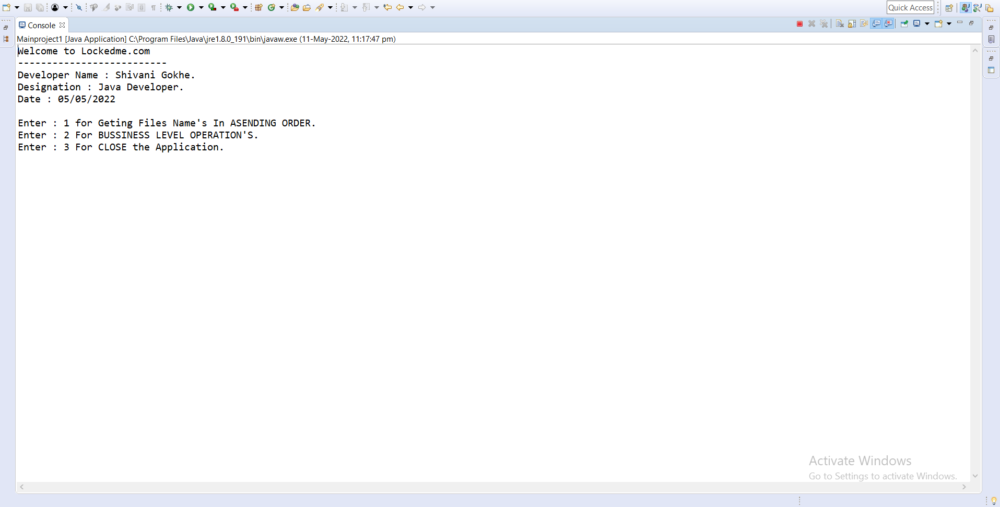 Quick Access
Console
Mainproject1 [Java Application] C:\Program Files\Java\jre1.8.0_191\bin\javaw.exe (11-May-2022, 11:17:47 pm)
Welcome to Lockedme.com
--------------------------
Developer Name : Shivani Gokhe.
Designation : Java Developer.
Date : 05/05/2022
Enter : 1 for Geting Files Name's In ASENDING ORDER.
Enter : 2 For BUSSINESS LEVEL OPERATION'S.
Enter : 3 For CLOSE the Application.
Activate Windows
Go to Settings to activate Windows.